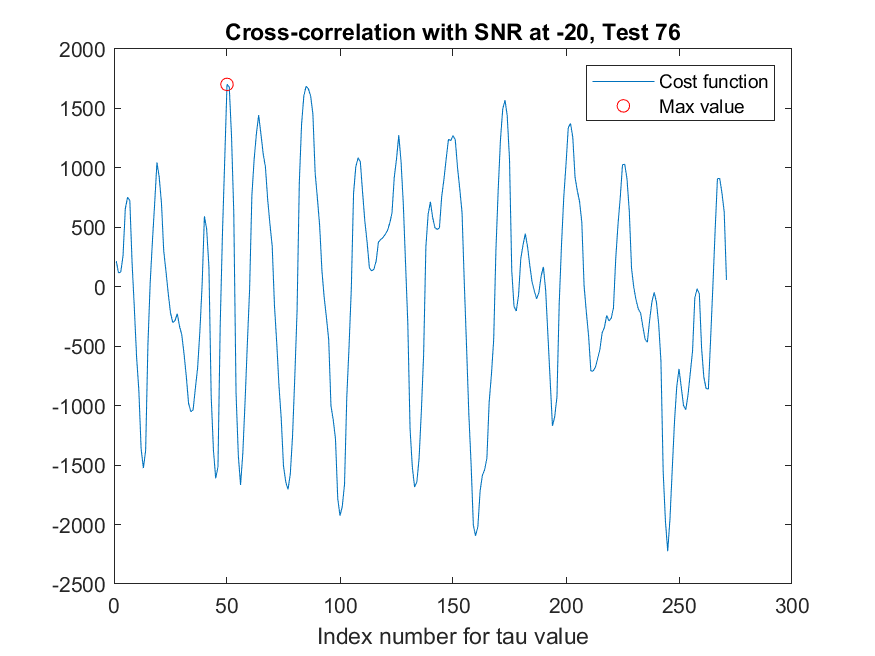 Cross-correlation with SNR at -20, Test 76
2000
1500
1000
500
0
-500
-1000
-1500
-2000
-2500
Cost function
Max value
0 50 100 150 200 250 300
Index number for tau value